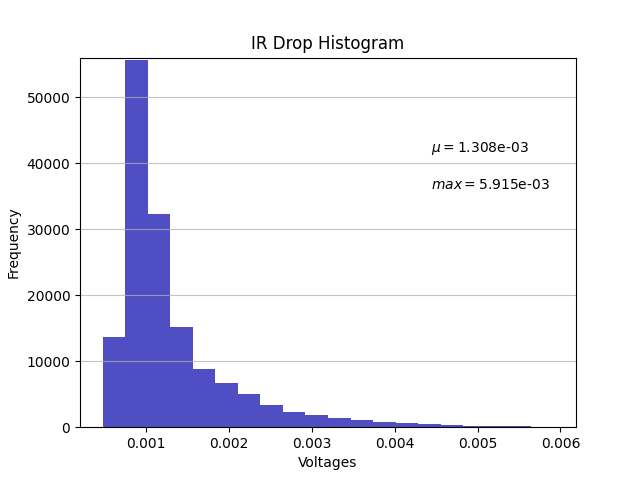 IR Drop Histogram
50000
40000
30000
20000
10000
0
Frequency
μ = 1.308e-03
max = 5.915e-03
0.001 0.002 0.003 0.004 0.005 0.006
Voltages